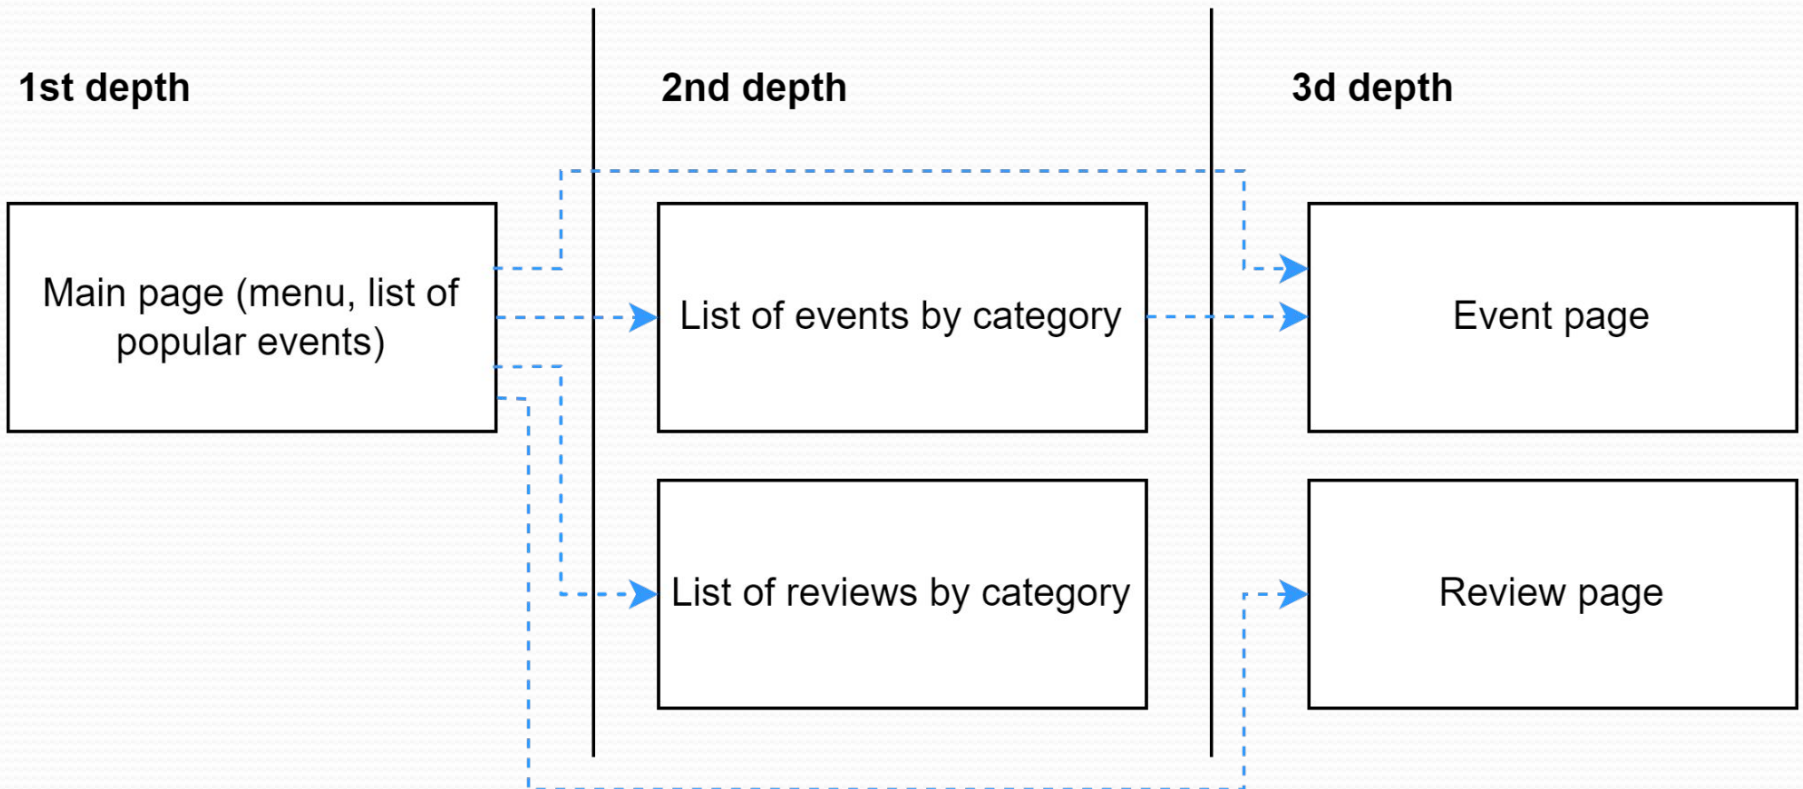 1st depth
2nd depth
3d depth
Main page (menu, list of
popular events)
List of events by category
Event page
List of reviews by category
Review page